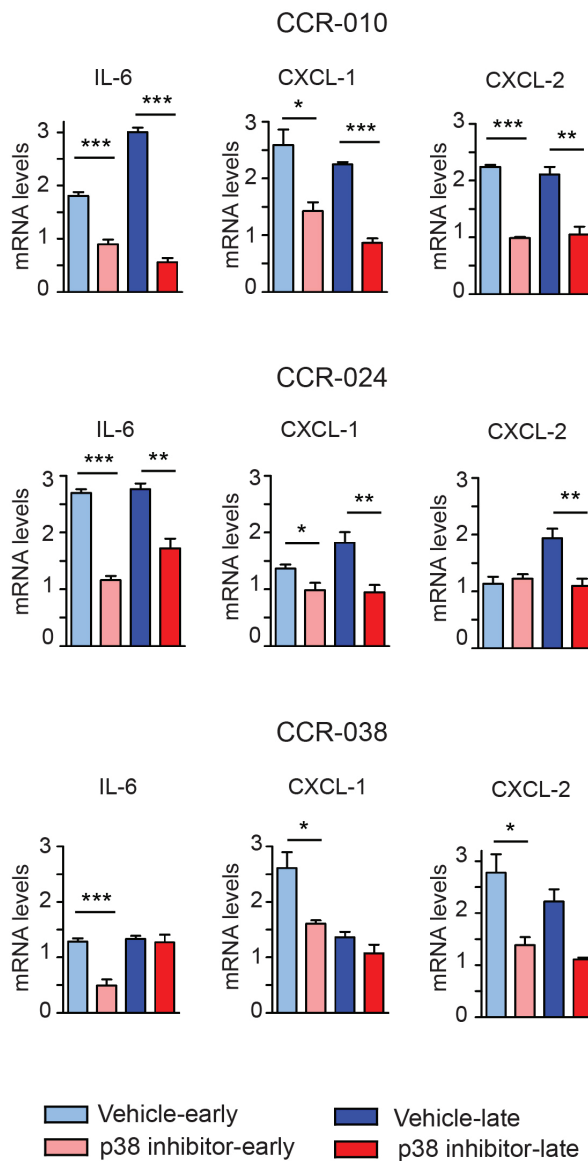 CCR-010
IL-6 CXCL-1 CXCL-2
*** *** * *** *** **
mRNA levels mRNA levels mRNA levels
3 3 3
2 2 2
1 1 1
0 0 0
CCR-024
IL-6 CXCL-1 CXCL-2
*** ** * ** **
mRNA levels mRNA levels mRNA levels
3 3 3
2 2 2
1 1 1
0 0 0
CCR-038
IL-6 CXCL-1 CXCL-2
*** * *
mRNA levels mRNA levels mRNA levels
3 3 3
2 2 2
1 1 1
0 0 0
Vehicle-early Vehicle-late
p38 inhibitor-early p38 inhibitor-late